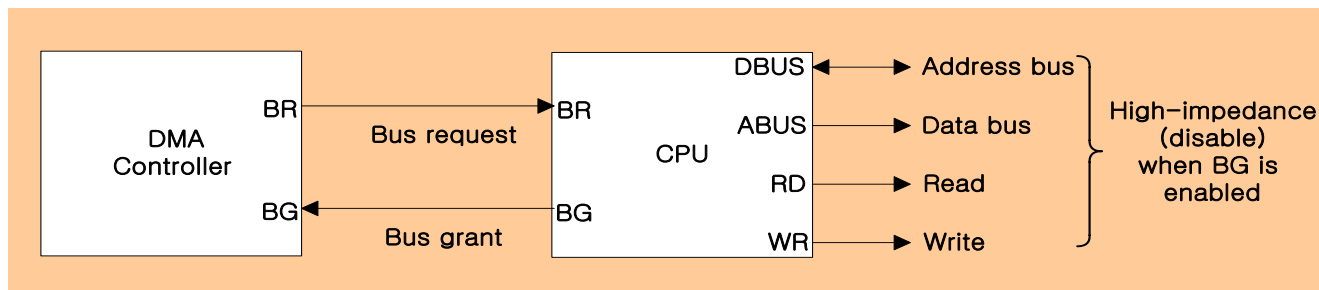 DMA
Controller
BR
BG
Bus request
Bus grant
BR
BG
CPU
DBUS
ABUS
RD
WR
Address bus
Data bus
Read
Write
High-impedance
(disable)
when BG is
enabled